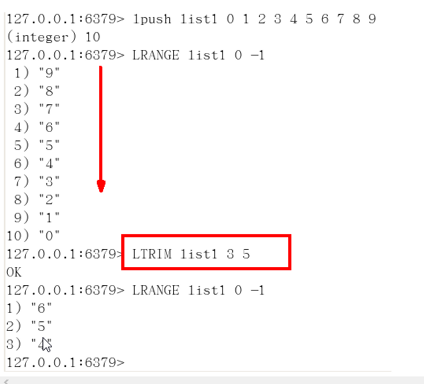 127.0.0.1:6379> lpush list1 0 1 2 3 4 5 6 7 8 9
(integer) 10
127.0.0.1:6379> LRANGE list1 0 -1
1) "9"
2) "8"
3) "7"
4) "6"
5) "5"
6) "4"
7) "3"
8) "2"
9) "1"
10) "0"
127.0.0.1:6379> LTRIM list1 3 5
OK
127.0.0.1:6379> LRANGE list1 0 -1
1) "6"
2) "5"
3) "4"
127.0.0.1:6379>